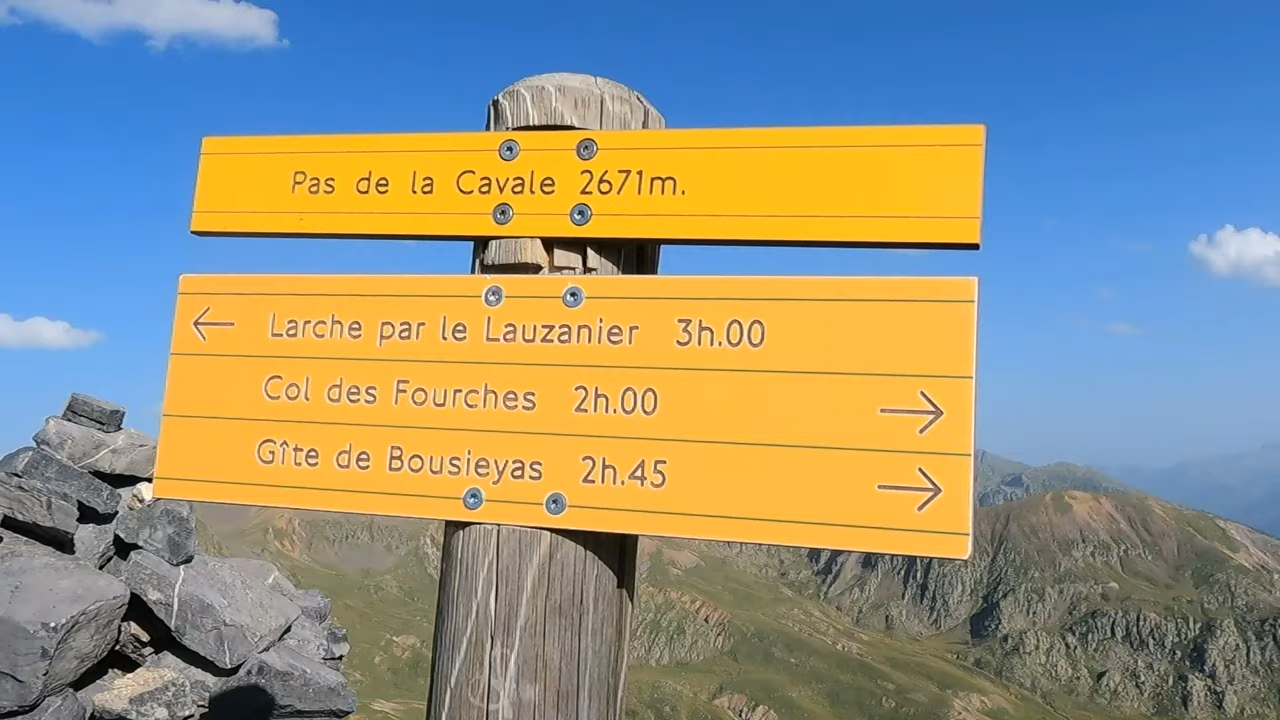 Pas de la Cavale 2671m.
← Larche par le Lauzanier 3h.00
Col des Fourches 2h.00 →
Gîte de Bousieyas 2h.45 →